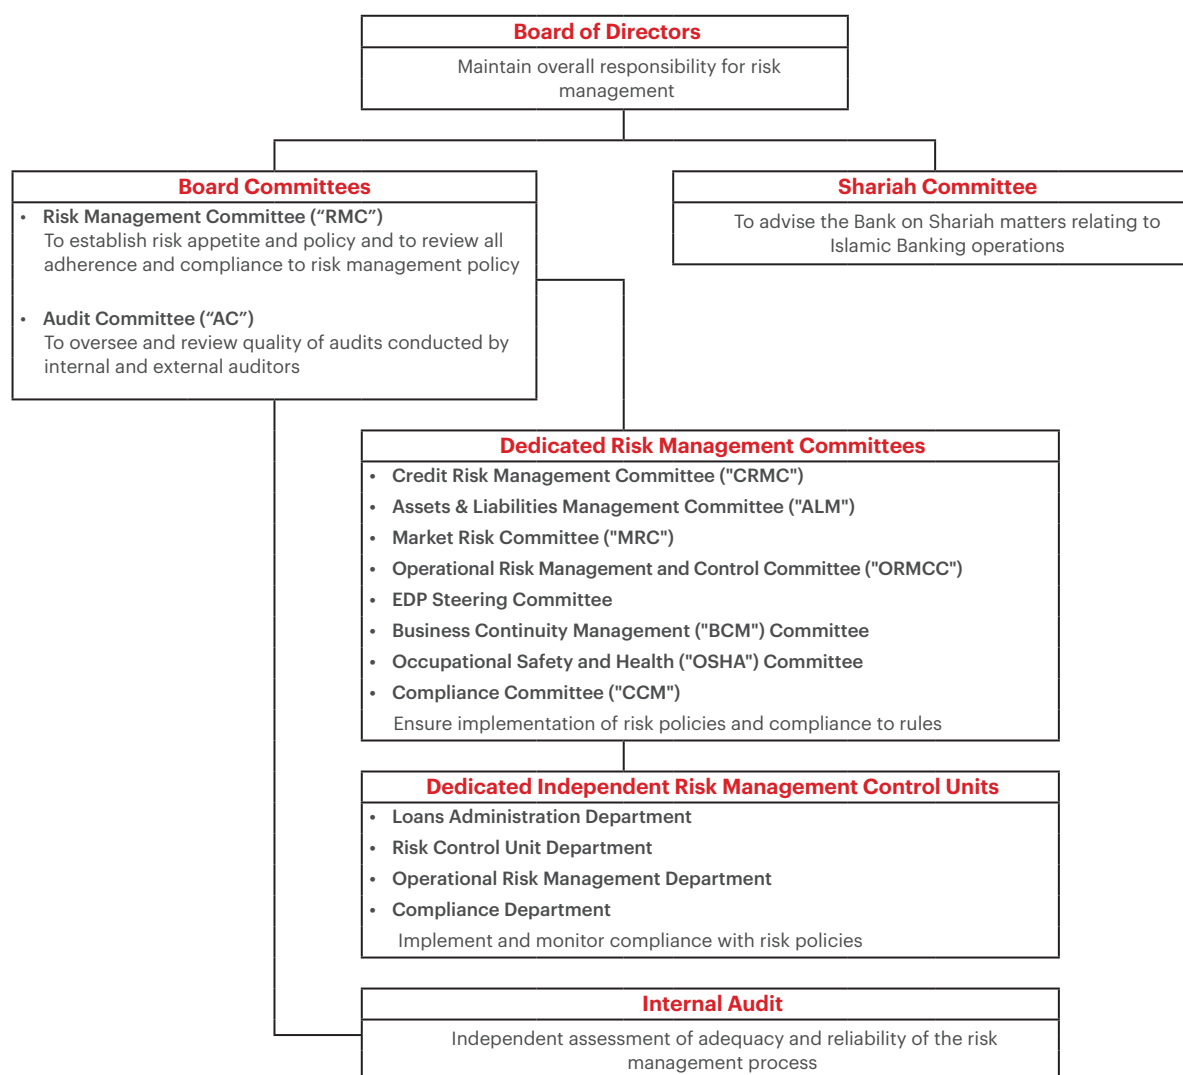 Board of Directors
Maintain overall responsibility for risk
management
Board Committees
• Risk Management Committee (“RMC”)
To establish risk appetite and policy and to review all
adherence and compliance to risk management policy
• Audit Committee (“AC”)
To oversee and review quality of audits conducted by
internal and external auditors
Shariah Committee
To advise the Bank on Shariah matters relating to
Islamic Banking operations
Dedicated Risk Management Committees
• Credit Risk Management Committee ("CRMC")
• Assets & Liabilities Management Committee ("ALM")
• Market Risk Committee ("MRC")
• Operational Risk Management and Control Committee ("ORMCC")
• EDP Steering Committee
• Business Continuity Management ("BCM") Committee
• Occupational Safety and Health ("OSHA") Committee
• Compliance Committee ("CCM")
Ensure implementation of risk policies and compliance to rules
Dedicated Independent Risk Management Control Units
• Loans Administration Department
• Risk Control Unit Department
• Operational Risk Management Department
• Compliance Department
Implement and monitor compliance with risk policies
Internal Audit
Independent assessment of adequacy and reliability of the risk
management process